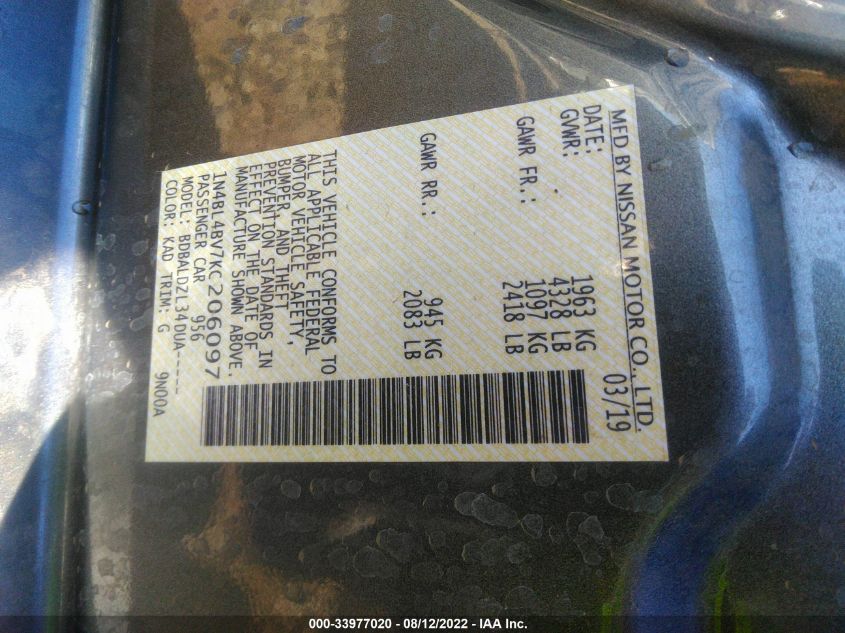 MFD BY NISSAN MOTOR CO., LTD.
DATE: 03/19
GVWR: 1963 KG
4328 LB
GAWR FR.: 1097 KG
2418 LB
GAWR RR.: 945 KG
2083 LB
THIS VEHICLE CONFORMS TO
ALL APPLICABLE FEDERAL
MOTOR VEHICLE SAFETY,
BUMPER, AND THEFT
PREVENTION STANDARDS IN
EFFECT ON THE DATE OF
MANUFACTURE SHOWN ABOVE.
1N4BL4BV7KC206097
PASSENGER CAR 956
MODEL: BDBALDZL34DUA-----
COLOR: KAD TRIM: G 9N000A
000-33977020 - 08/12/2022 - IAA Inc.